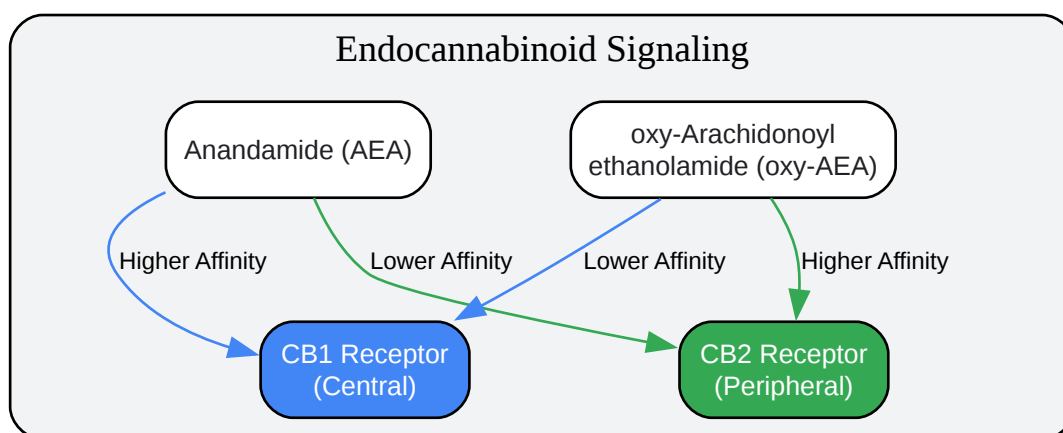 Endocannabinoid Signaling
Anandamide (AEA)
oxy-Arachidonoyl
ethanolamide (oxy-AEA)
Higher Affinity
Lower Affinity
Lower Affinity
Higher Affinity
CB1 Receptor
(Central)
CB2 Receptor
(Peripheral)